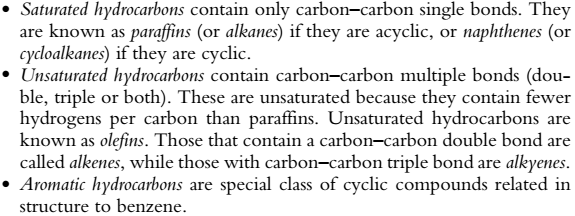 • Saturated hydrocarbons contain only carbon–carbon single bonds. They
are known as paraffins (or alkanes) if they are acyclic, or naphthenes (or
cycloalkanes) if they are cyclic.
• Unsaturated hydrocarbons contain carbon–carbon multiple bonds (dou-
ble, triple or both). These are unsaturated because they contain fewer
hydrogens per carbon than paraffins. Unsaturated hydrocarbons are
known as olefins. Those that contain a carbon–carbon double bond are
called alkenes, while those with carbon–carbon triple bond are alkyenes.
• Aromatic hydrocarbons are special class of cyclic compounds related in
structure to benzene.